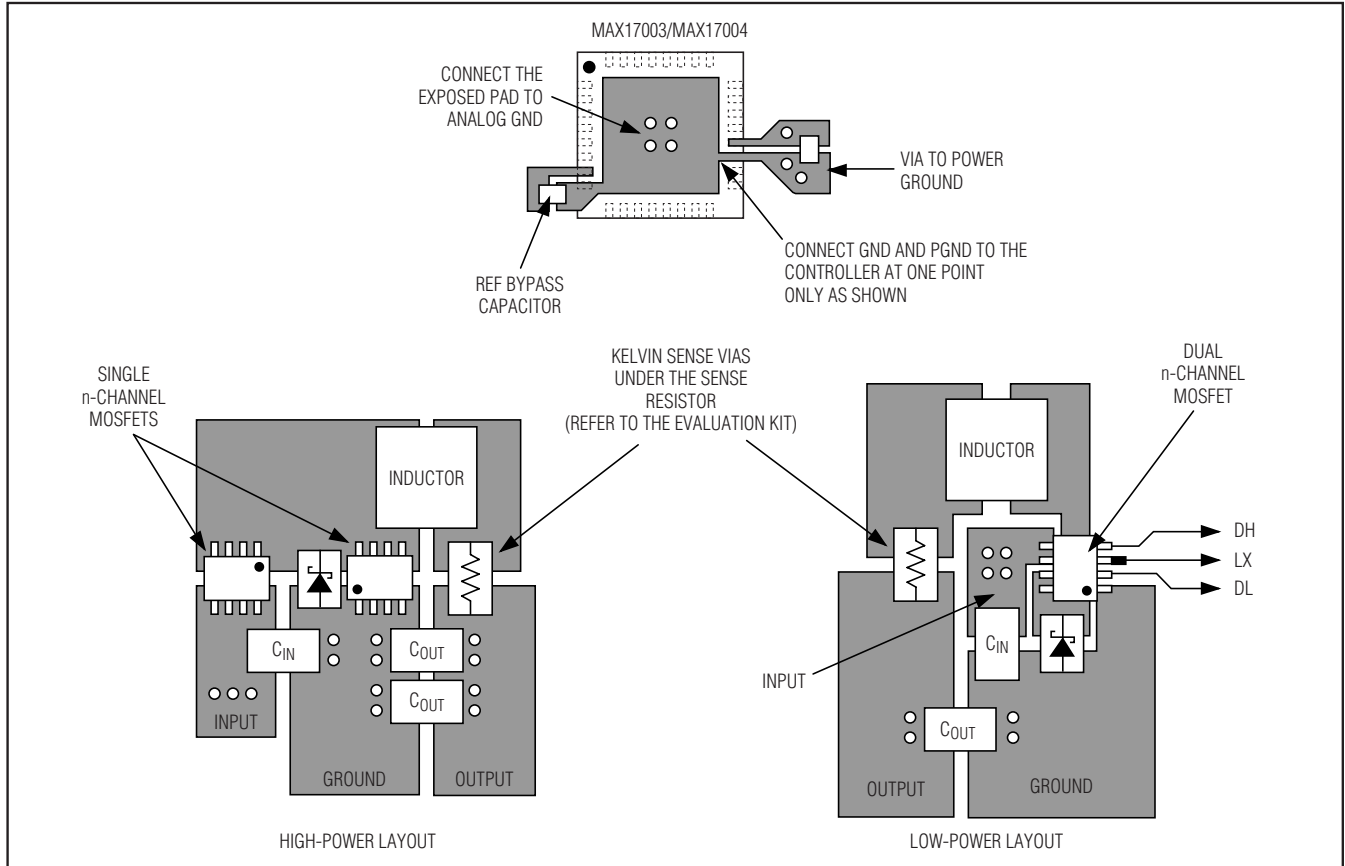 MAX17003/MAX17004
CONNECT THE
EXPOSED PAD TO
ANALOG GND
VIA TO POWER
GROUND
CONNECT GND AND PGND TO THE
CONTROLLER AT ONE POINT
ONLY AS SHOWN
REF BYPASS
CAPACITOR
SINGLE
n-CHANNEL
MOSFETS
KELVIN SENSE VIAS
UNDER THE SENSE
RESISTOR
(REFER TO THE EVALUATION KIT)
DUAL
n-CHANNEL
MOSFET
INDUCTOR
CIN
COUT
COUT
INPUT
GROUND
OUTPUT
HIGH-POWER LAYOUT
INDUCTOR
DH
LX
DL
CIN
INPUT
COUT
OUTPUT
GROUND
LOW-POWER LAYOUT